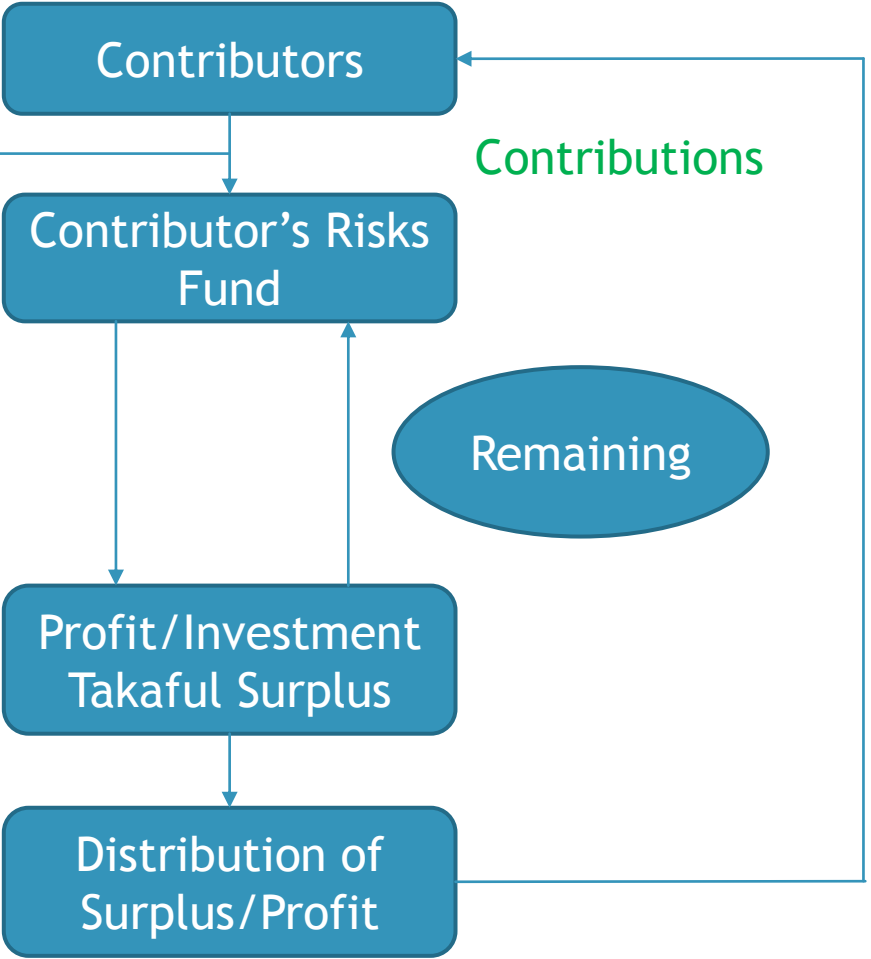 Contributors
Contributions
Contributor’s Risks
Fund
Remaining
Profit/Investment
Takaful Surplus
Distribution of
Surplus/Profit